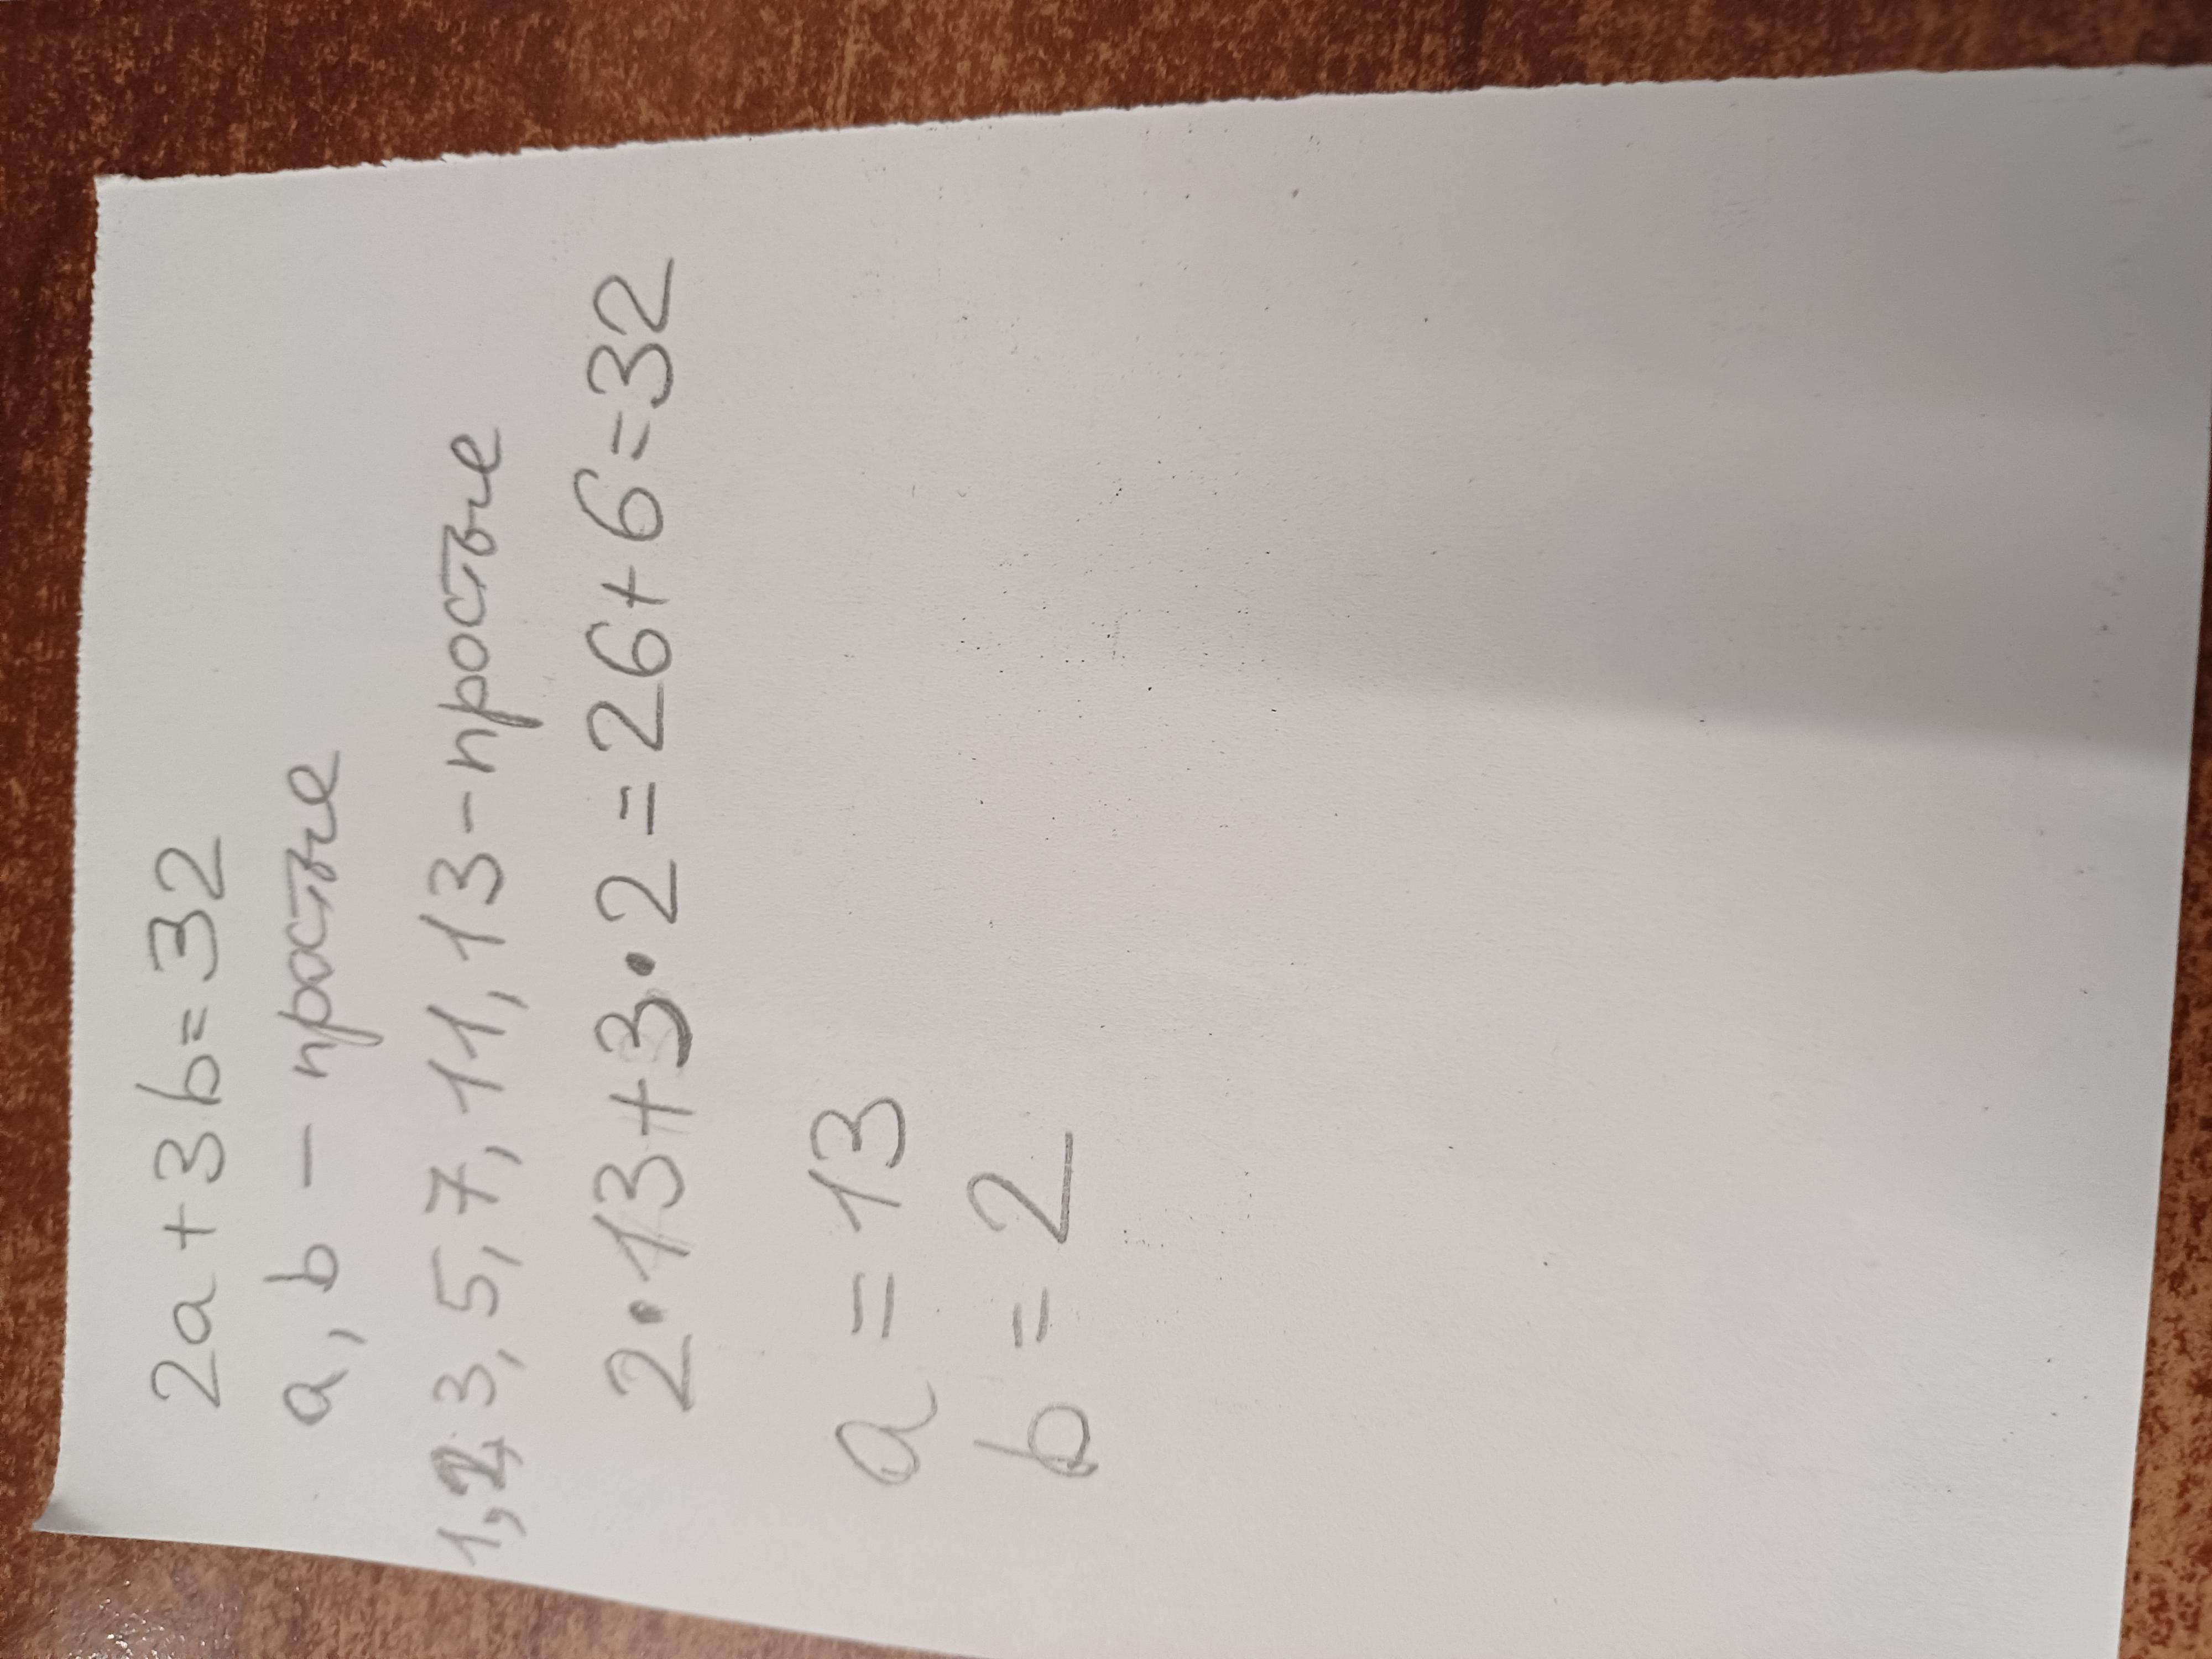 2a+3b=32
a, b - простые
1,2,3,5,7,11,13-простые
2·13+3·2=26+6=32
a=13
b=2